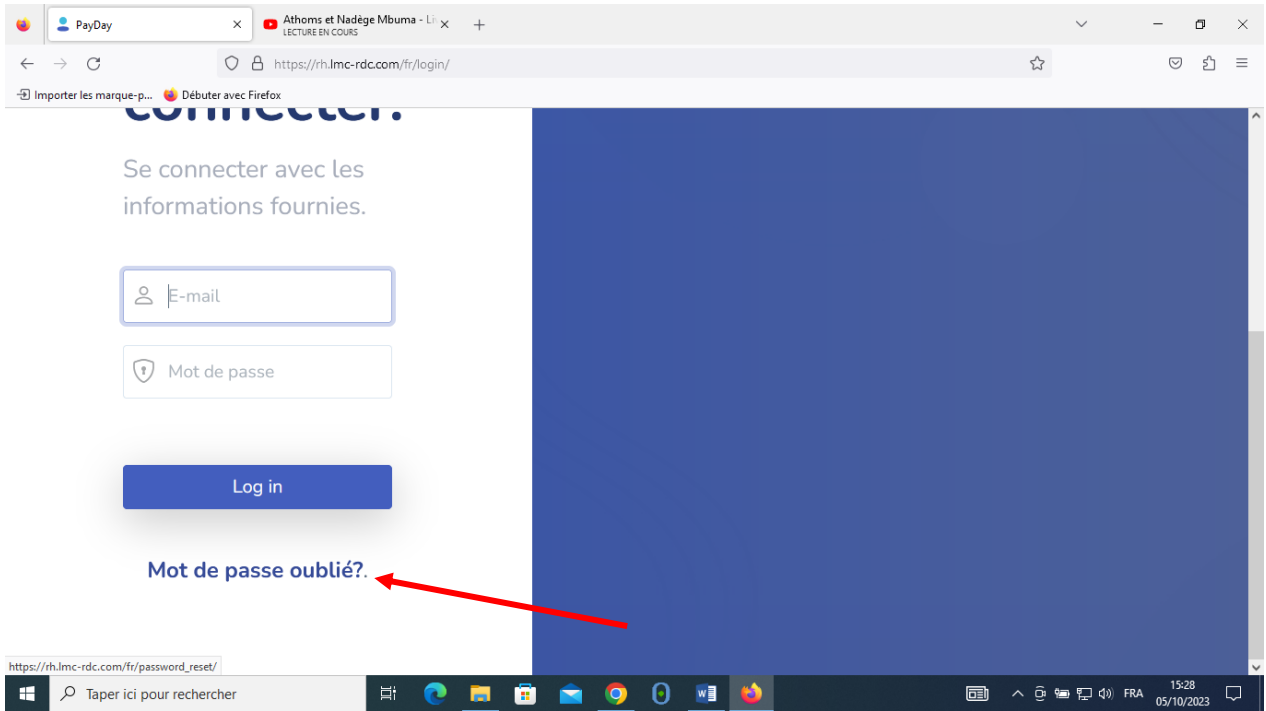 PayDay
Athoms et Nadège Mbuma - Li
LECTURE EN COURS
https://rh.lmc-rdc.com/fr/login/
Importer les marque-p...
Débuter avec Firefox
connecter.
Se connecter avec les
informations fournies.
E-mail
Mot de passe
Log in
Mot de passe oublié?.
https://rh.lmc-rdc.com/fr/password_reset/
Taper ici pour rechercher
FRA
15:28
05/10/2023